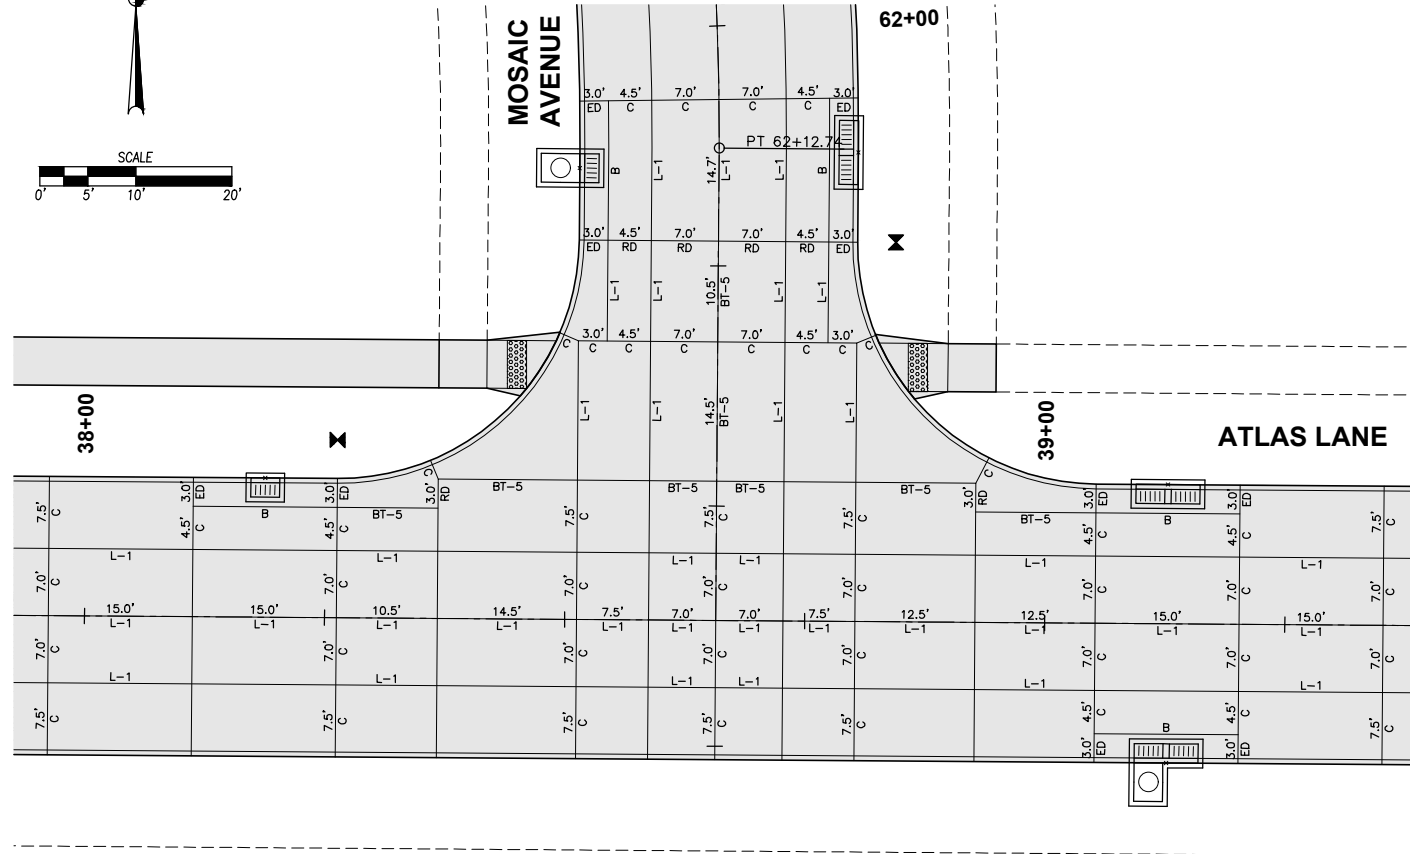 MOSAIC
AVENUE
62+00
SCALE
0' 5' 10' 20'
3.0' 4.5' 7.0' 7.0' 4.5' 3.0'
ED C C C C ED
PT 62+12.74
B L-1 14.7' L-1 L-1 B
3.0' 4.5' 7.0' 7.0' 4.5' 3.0'
ED RD RD RD RD ED
L-1 L-1 10.5' BT-5 L-1 L-1
3.0' 4.5' 7.0' 7.0' 4.5' 3.0'
C C C C C C C C
L-1 L-1 14.5' BT-5 L-1 L-1
38+00
39+00
ATLAS LANE
C C
3.0' ED 3.0' ED 3.0' RD BT-5 BT-5 BT-5 BT-5 3.0' RD 3.0' ED 3.0' ED
7.5' C B BT-5 7.5' C 7.5' C 7.5' C BT-5 B 7.5' C
4.5' C 4.5' C 4.5' C 4.5' C
L-1 L-1 L-1 L-1 L-1 L-1
7.0' C 7.0' C 7.0' C 7.0' C 7.0' C 7.0' C 7.0' C 7.0' C
15.0' 15.0' 10.5' 14.5' 7.5' 7.0' 7.0' 7.5' 12.5' 12.5' 15.0' 15.0'
L-1 L-1 L-1 L-1 L-1 L-1 L-1 L-1 L-1 L-1 L-1 L-1
7.0' C 7.0' C 7.0' C 7.0' C 7.0' C 7.0' C 7.0' C 7.0' C
L-1 L-1 L-1 L-1 L-1 L-1
7.5' C 7.5' C 7.5' C 7.5' C 7.5' C 4.5' C B 4.5' C 7.5' C
3.0' ED 3.0' ED